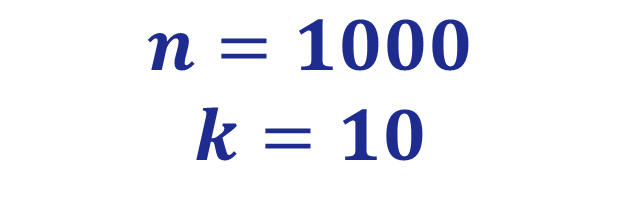 n = 1000
k = 10